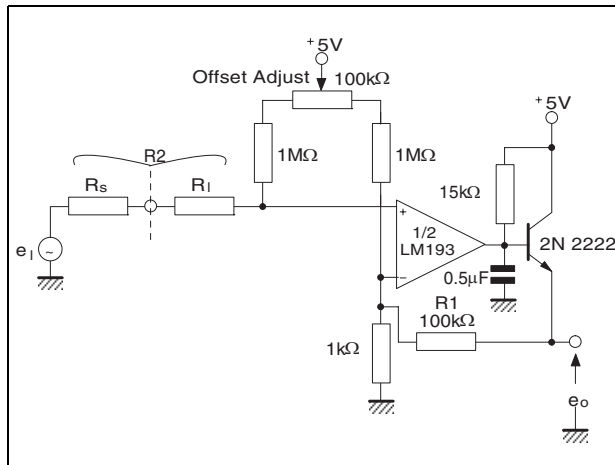 +5V
Offset Adjust
100kΩ
+5V
R2
1MΩ
1MΩ
Rs
Rl
15kΩ
+
1/2
LM193
2N 2222
eI
~
−
0.5µF
R1
100kΩ
1kΩ
eo